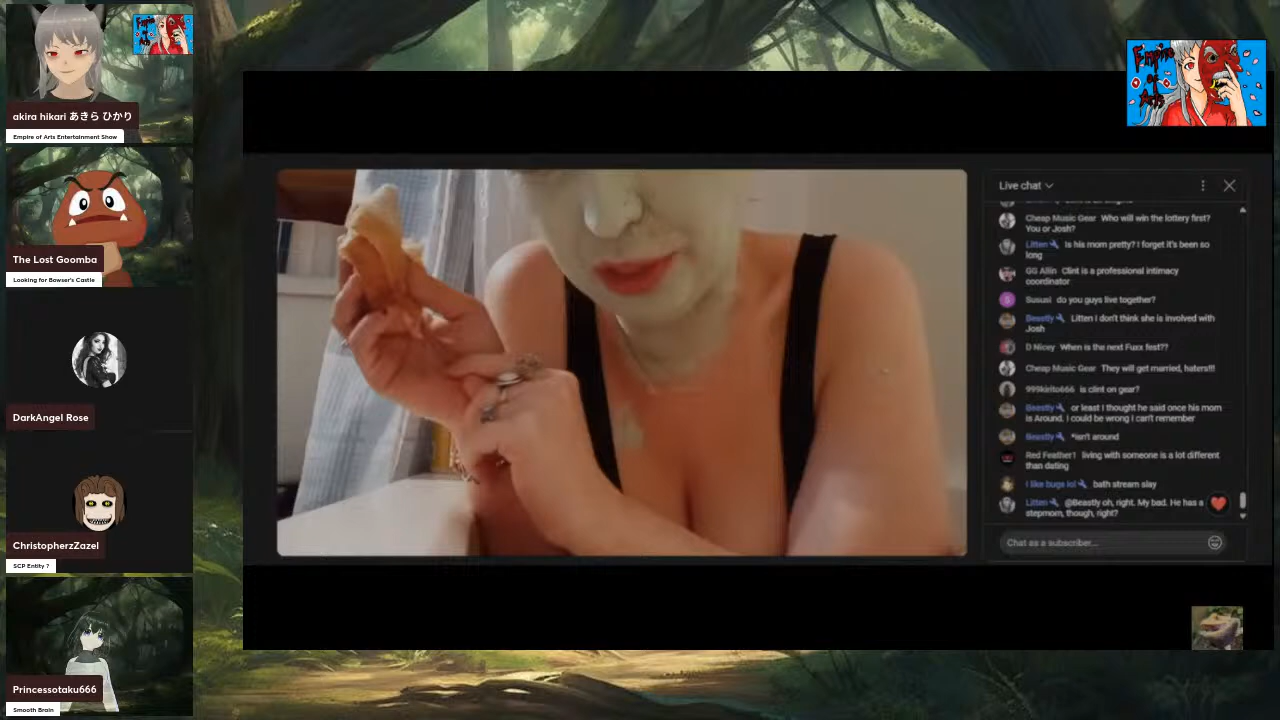 akira hikari あきら ひかり
Empire of Arts Entertainment Show
The Lost Goomba
Looking for Bowser's Castle
DarkAngel Rose
ChristopherzZazel
SCP Entity ?
Princessotaku666
Smooth Brain
Empire
of
Arts
Live chat
Cheap Music Gear Who will win the lottery first?
You or Josh?
Litten Is his mom pretty? I forget it's been so
long
GG Allin Clint is a professional intimacy
coordinator
S
Sususi do you guys live together?
Beastly Litten I don't think she is involved with
Josh
D Nicey When is the next Fuxx fest??
Cheap Music Gear They will get married, haters!!!
999kirito666 is clint on gear?
Beastly or least I thought he said once his mom
is Around. I could be wrong I can't remember
Beastly *isn't around
Red Feather1 living with someone is a lot different
than dating
I like bugs lol bath stream slay
Litten @Beastly oh, right. My bad. He has a
stepmom, though, right?
Chat as a subscriber...